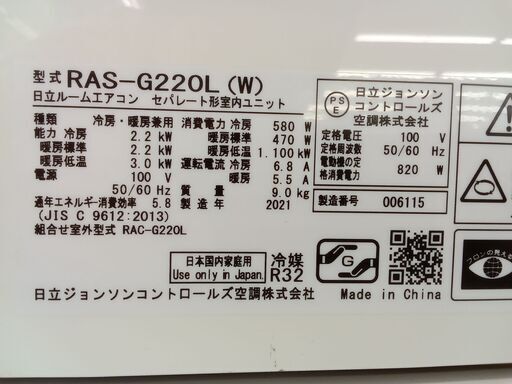 型式 RAS-G220L (W)
日立ルームエアコン セパレート形室内ユニット
種類 冷房・暖房兼用
能力 冷房 2.2 kW
暖房標準 2.2 kW
暖房低温 3.0 kW
電源 100 V
50/60 Hz
通年エネルギー消費効率 5.8
(JIS C 9612:2013)
組合せ室外型式 RAC-G220L
消費電力 冷房 580 W
暖房標準 470 W
暖房低温 1.100 kW
運転電流 冷房 6.8 A
暖房 5.5 A
質量 9.0 kg
製造年 2021
PS
E
日立ジョンソン
コントロールズ
空調株式会社
定格電圧 100 V
定格周波数 50/60 Hz
電動機の定
格消費電力 820 W
製造番号 006115
日本国内家庭用
Use only in Japan.
冷媒
R32
G
日立ジョンソンコントロールズ空調株式会社
Made in China